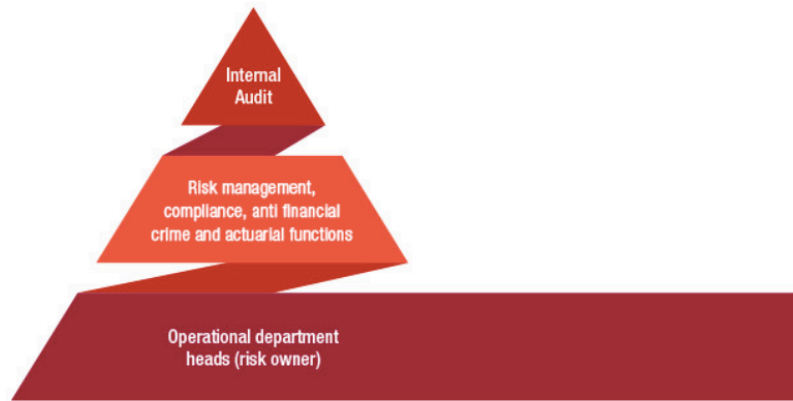 Internal
Audit
Risk management,
compliance, anti financial
crime and actuarial functions
Operational department
heads (risk owner)